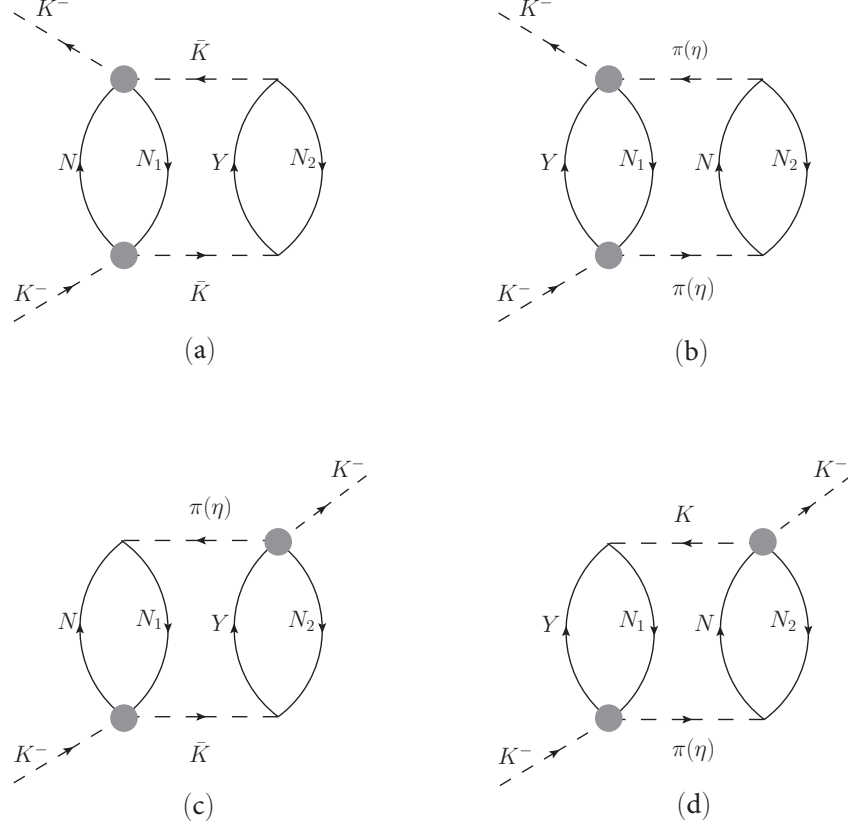 K⁻ K⁻
K̄ π(η)
N N₁ Y N₂ Y N₁ N N₂
K⁻ K̄ K⁻ π(η)
(a) (b)
K⁻ K⁻
π(η) K
N N₁ Y N₂ Y N₁ N N₂
K⁻ K̄ K⁻ π(η)
(c) (d)